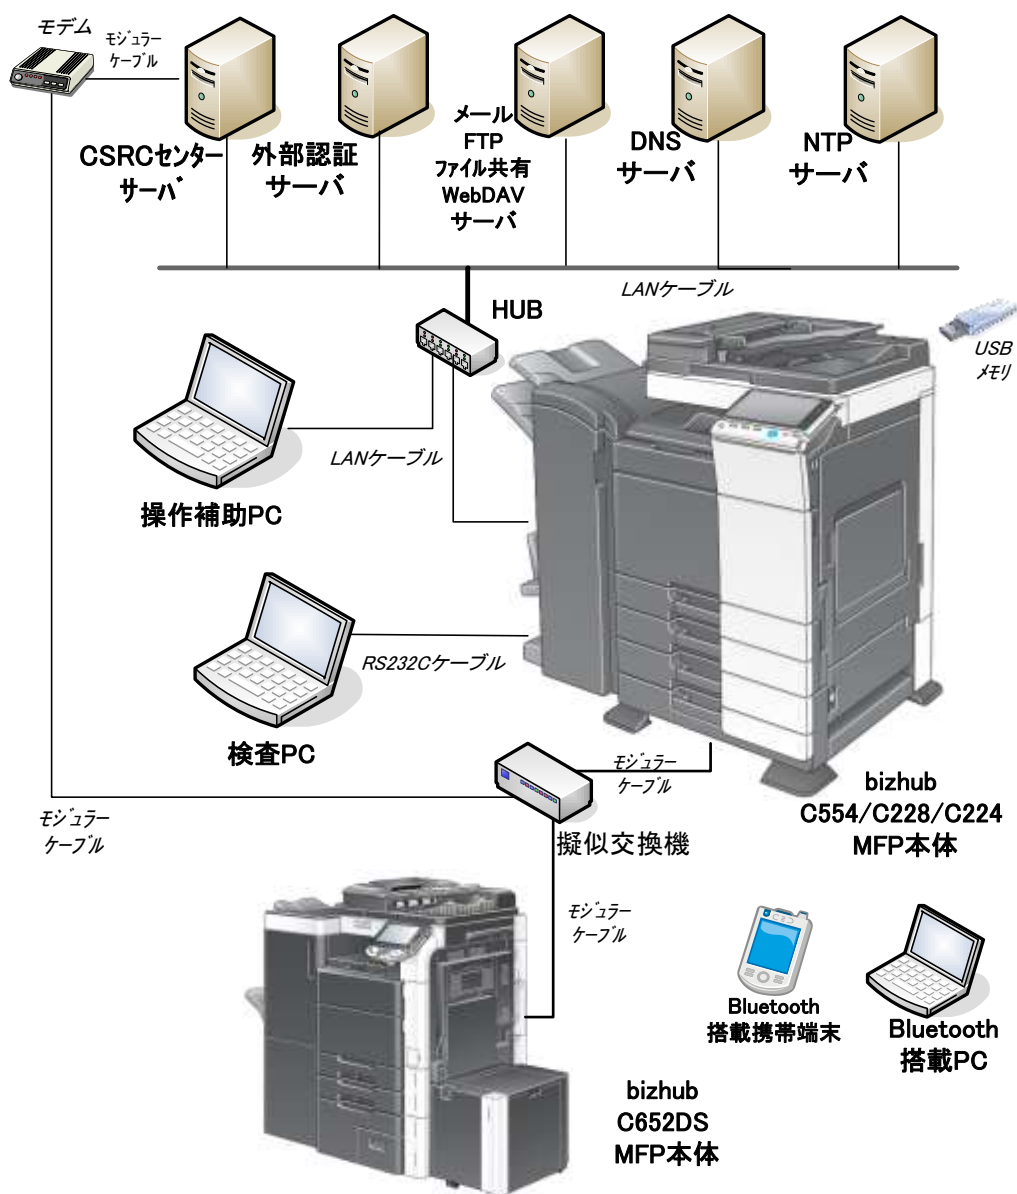 モデム
モジュラー
ケーブル
CSRCセンター
サーバ
外部認証
サーバ
メール
FTP
ファイル共有
WebDAV
サーバ
DNS
サーバ
NTP
サーバ
LANケーブル
HUB
USB
メモリ
LANケーブル
操作補助PC
RS232Cケーブル
検査PC
モジュラー
ケーブル
bizhub
C554/C228/C224
MFP本体
モジュラー
ケーブル
擬似交換機
モジュラー
ケーブル
Bluetooth
搭載携帯端末
Bluetooth
搭載PC
bizhub
C652DS
MFP本体